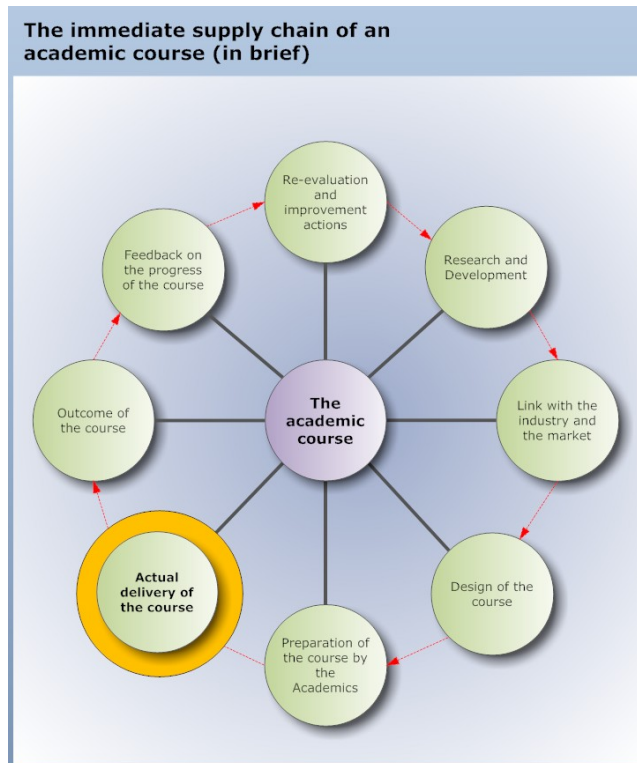 The immediate supply chain of an
academic course (in brief)
Re-evaluation
and
improvement
actions
Research and
Development
Link with the
industry and
the market
Design of the
course
Preparation of
the course by
the
Academics
Actual
delivery of
the course
Outcome of
the course
Feedback on
the progress
of the course
The
academic
course